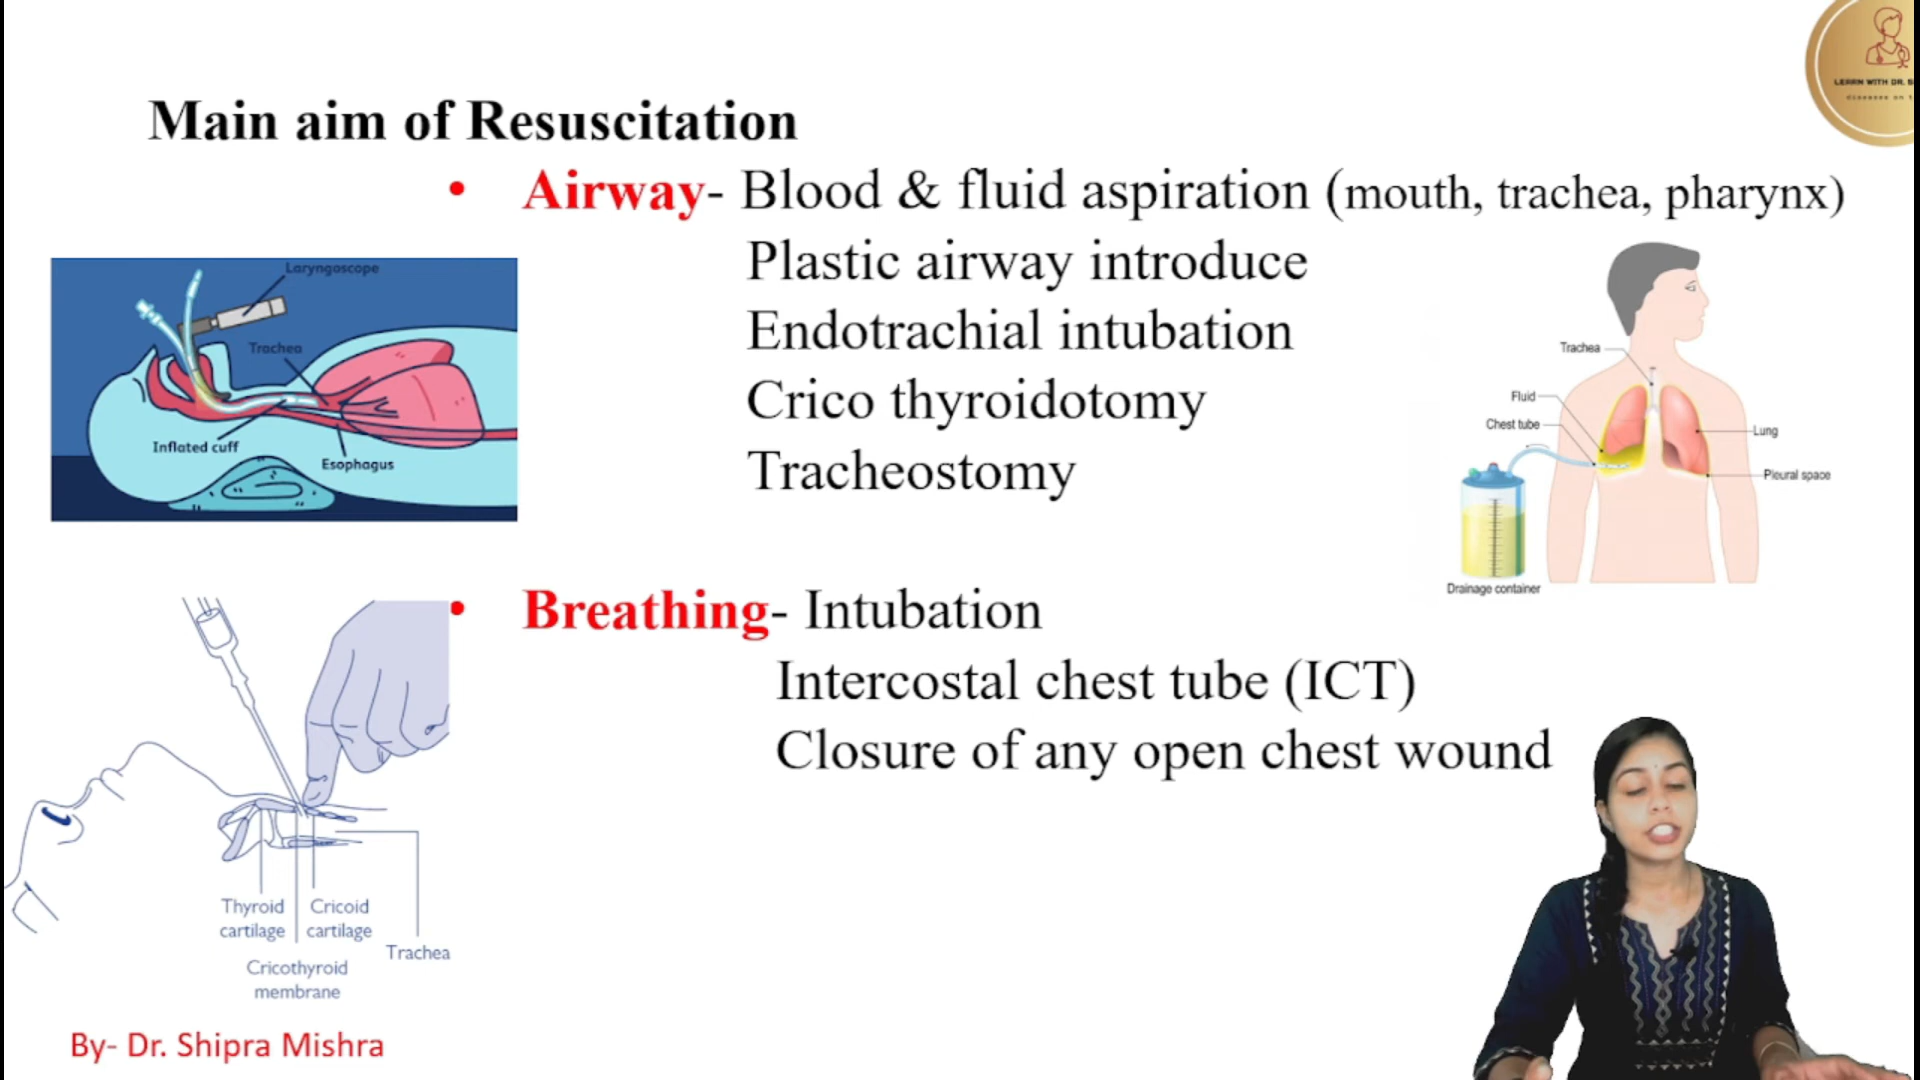 LEARN WITH DR.
diseases on
Main aim of Resuscitation
• Airway- Blood & fluid aspiration (mouth, trachea, pharynx)
Plastic airway introduce
Endotrachial intubation
Crico thyroidotomy
Tracheostomy
Laryngoscope
Trachea
Inflated cuff
Esophagus
Trachea
Fluid
Chest tube
Lung
Pleural space
Drainage container
• Breathing- Intubation
Intercostal chest tube (ICT)
Closure of any open chest wound
Thyroid
cartilage
Cricoid
cartilage
Trachea
Cricothyroid
membrane
By- Dr. Shipra Mishra